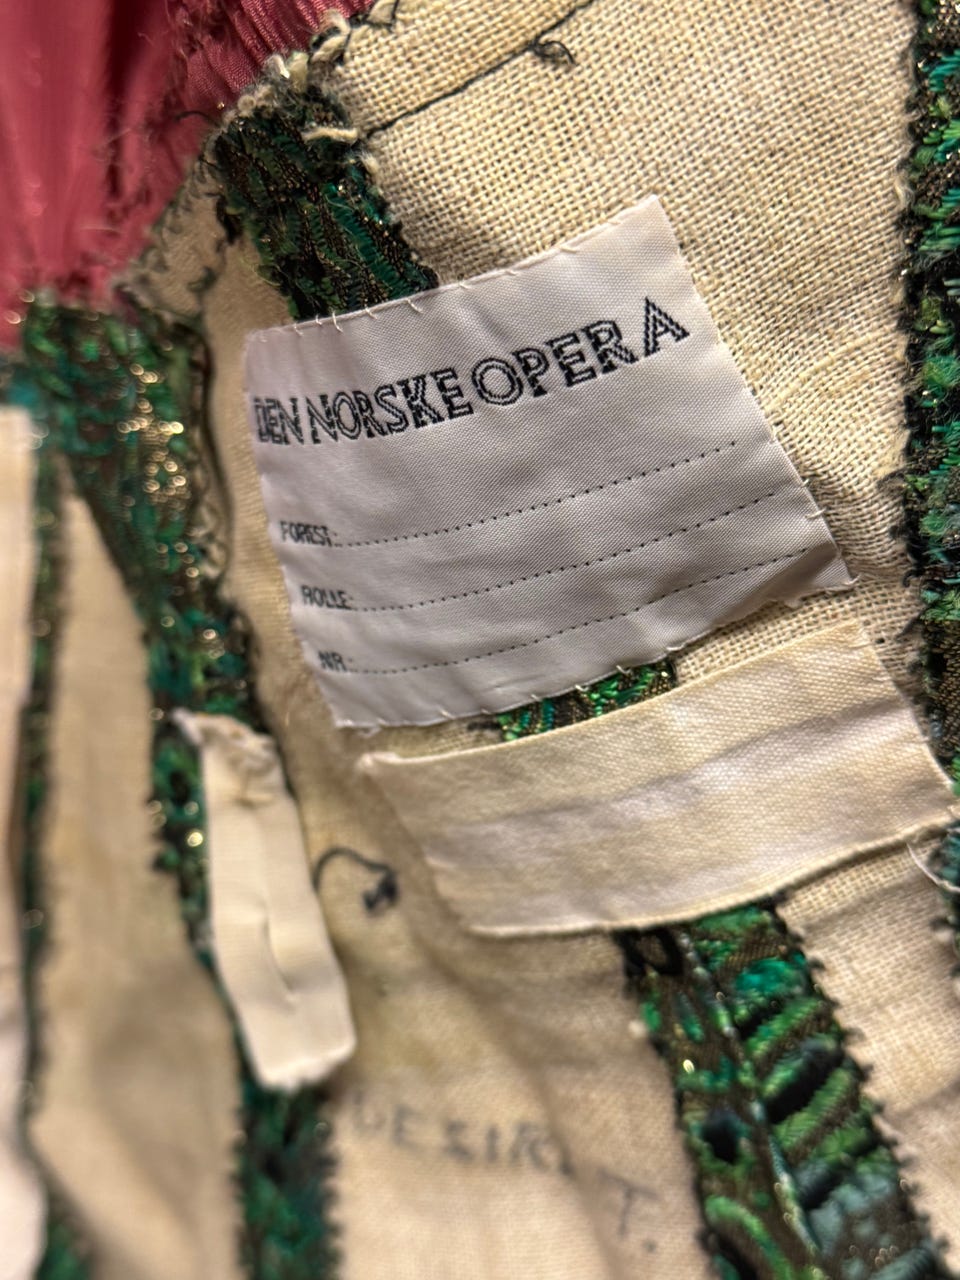 DEN NORSKE OPERA
FOREST:
ROLLE:
NR.: